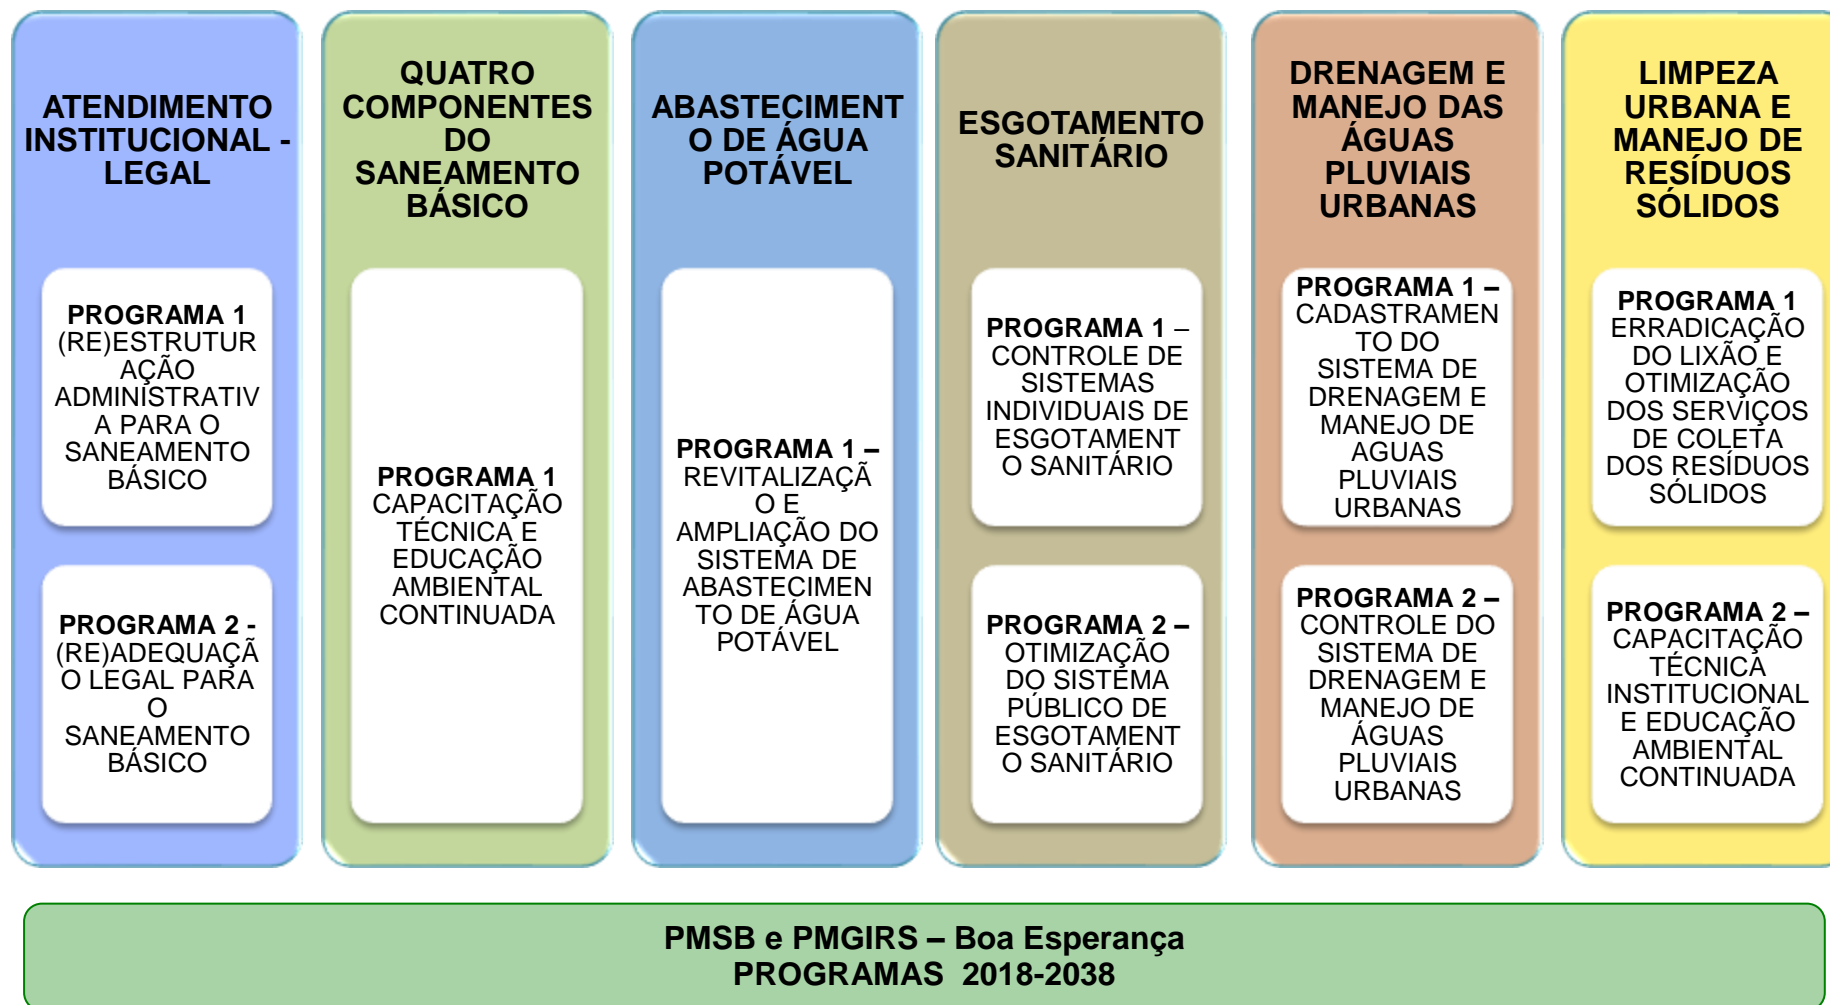 ATENDIMENTO
INSTITUCIONAL -
LEGAL
PROGRAMA 1
(RE)ESTRUTUR
AÇÃO
ADMINISTRATIV
A PARA O
SANEAMENTO
BÁSICO
PROGRAMA 2 -
(RE)ADEQUAÇÃ
O LEGAL PARA
O
SANEAMENTO
BÁSICO
QUATRO
COMPONENTES
DO
SANEAMENTO
BÁSICO
PROGRAMA 1
CAPACITAÇÃO
TÉCNICA E
EDUCAÇÃO
AMBIENTAL
CONTINUADA
ABASTECIMENT
O DE ÁGUA
POTÁVEL
PROGRAMA 1 –
REVITALIZAÇÃ
O E
AMPLIAÇÃO DO
SISTEMA DE
ABASTECIMEN
TO DE ÁGUA
POTÁVEL
ESGOTAMENTO
SANITÁRIO
PROGRAMA 1 –
CONTROLE DE
SISTEMAS
INDIVIDUAIS DE
ESGOTAMENT
O SANITÁRIO
PROGRAMA 2 –
OTIMIZAÇÃO
DO SISTEMA
PÚBLICO DE
ESGOTAMENT
O SANITÁRIO
DRENAGEM E
MANEJO DAS
ÁGUAS
PLUVIAIS
URBANAS
PROGRAMA 1 –
CADASTRAMEN
TO DO
SISTEMA DE
DRENAGEM E
MANEJO DE
AGUAS
PLUVIAIS
URBANAS
PROGRAMA 2 –
CONTROLE DO
SISTEMA DE
DRENAGEM E
MANEJO DE
ÁGUAS
PLUVIAIS
URBANAS
LIMPEZA
URBANA E
MANEJO DE
RESÍDUOS
SÓLIDOS
PROGRAMA 1
ERRADICAÇÃO
DO LIXÃO E
OTIMIZAÇÃO
DOS SERVIÇOS
DE COLETA
DOS RESÍDUOS
SÓLIDOS
PROGRAMA 2 –
CAPACITAÇÃO
TÉCNICA
INSTITUCIONAL
E EDUCAÇÃO
AMBIENTAL
CONTINUADA
PMSB e PMGIRS – Boa Esperança
PROGRAMAS 2018-2038